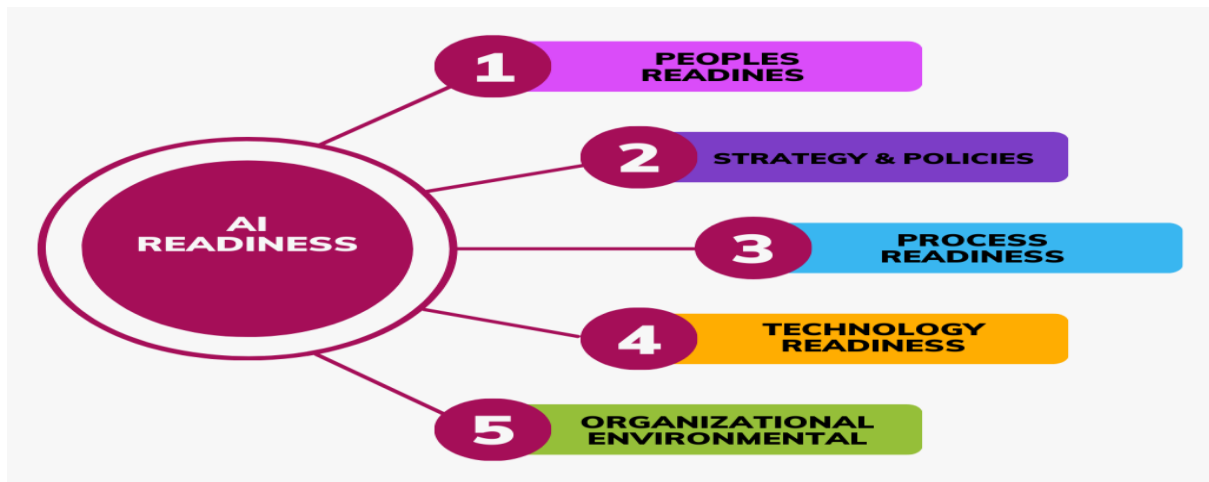 AI
READINESS
1
PEOPLES
READINES
2
STRATEGY & POLICIES
3
PROCESS
READINESS
4
TECHNOLOGY
READINESS
5
ORGANIZATIONAL
ENVIRONMENTAL